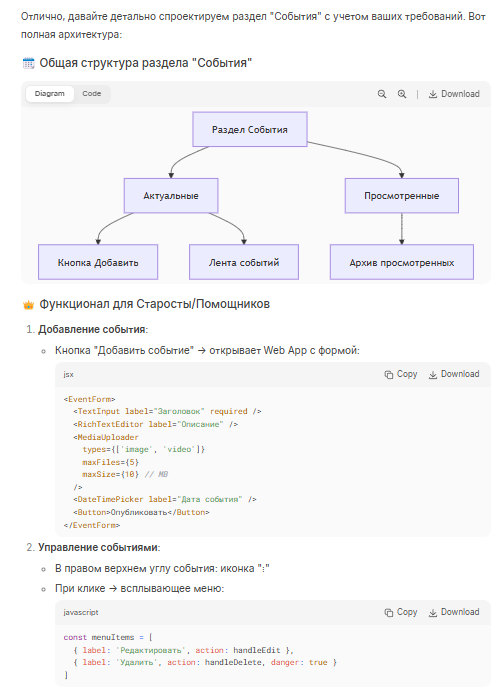 Отлично, давайте детально спроектируем раздел "События" с учетом ваших требований. Вот
полная архитектура:
Общая структура раздела "События"
Diagram Code Download
Раздел События
Актуальные Просмотренные
Кнопка Добавить Лента событий Архив просмотренных
Функционал для Старосты/Помощников
1. Добавление события:
Кнопка "Добавить событие" → открывает Web App с формой:
jsx Copy Download
<EventForm>
<TextInput label="Заголовок" required />
<RichTextEditor label="Описание" />
<MediaUploader
types={['image', 'video']}
maxFiles={5}
maxSize={10} // MB
/>
<DateTimePicker label="Дата события" />
<Button>Опубликовать</Button>
</EventForm>
2. Управление событиями:
В правом верхнем углу события: иконка "⋮"
При клике → всплывающее меню:
javascript Copy Download
const menuItems = [
{ label: 'Редактировать', action: handleEdit },
{ label: 'Удалить', action: handleDelete, danger: true }
]